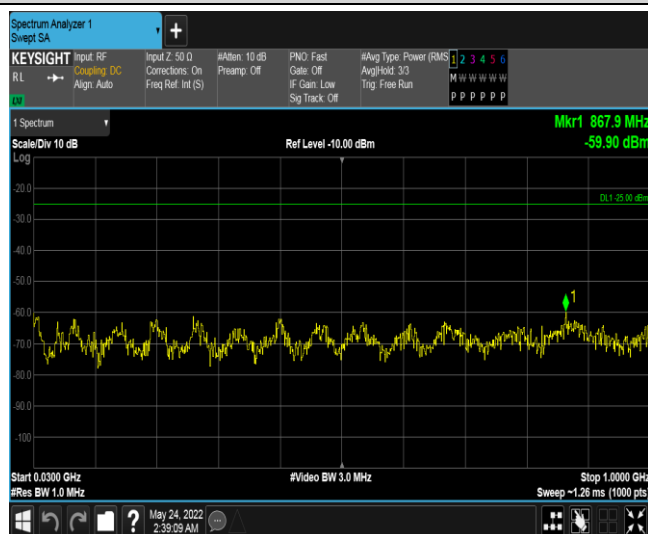 Spectrum Analyzer 1
Swept SA
+
KEYSIGHT
RL
LXI
Input: RF
Coupling: DC
Align: Auto
Input Z: 50 Ω
Corrections: On
Freq Ref: Int (S)
#Atten: 10 dB
Preamp: Off
PNO: Fast
Gate: Off
IF Gain: Low
Sig Track: Off
#Avg Type: Power (RMS
Avg|Hold: 3/3
Trig: Free Run
1 2 3 4 5 6
M W W W W W
P P P P P P
1 Spectrum
Mkr1 867.9 MHz
Scale/Div 10 dB
Ref Level -10.00 dBm
-59.90 dBm
Log
-20.0
DL1 -25.00 dBm
-30.0
-40.0
-50.0
1
-60.0
-70.0
-80.0
-90.0
-100
Start 0.0300 GHz
#Video BW 3.0 MHz
Stop 1.0000 GHz
#Res BW 1.0 MHz
Sweep ~1.26 ms (1000 pts)
?
May 24, 2022
2:39:09 AM